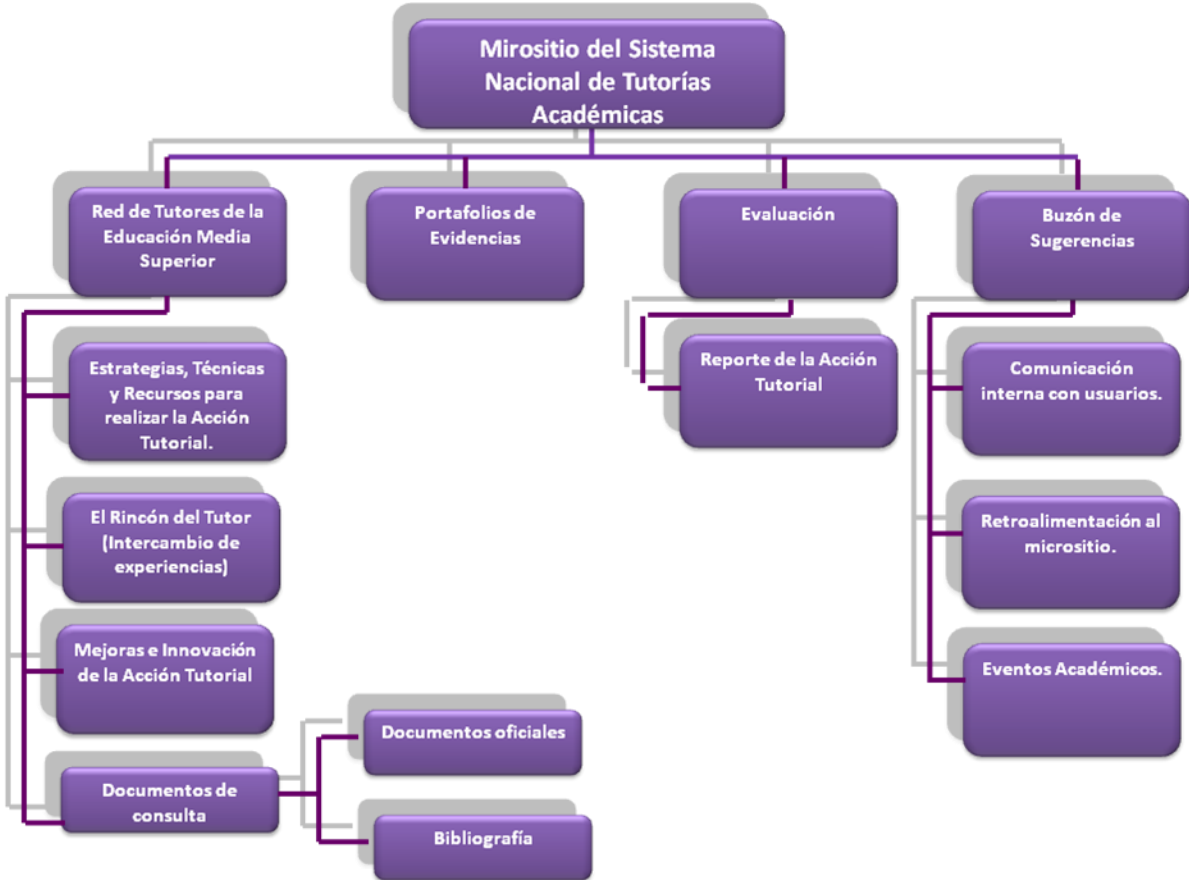 Mirositio del Sistema
Nacional de Tutorías
Académicas
Red de Tutores de la
Educación Media
Superior
Portafolios de
Evidencias
Evaluación
Buzón de
Sugerencias
Estrategias, Técnicas
y Recursos para
realizar la Acción
Tutorial.
Reporte de la Acción
Tutorial
Comunicación
interna con usuarios.
El Rincón del Tutor
(Intercambio de
experiencias)
Retroalimentación al
micrositio.
Mejoras e Innovación
de la Acción Tutorial
Eventos Académicos.
Documentos de
consulta
Documentos oficiales
Bibliografía